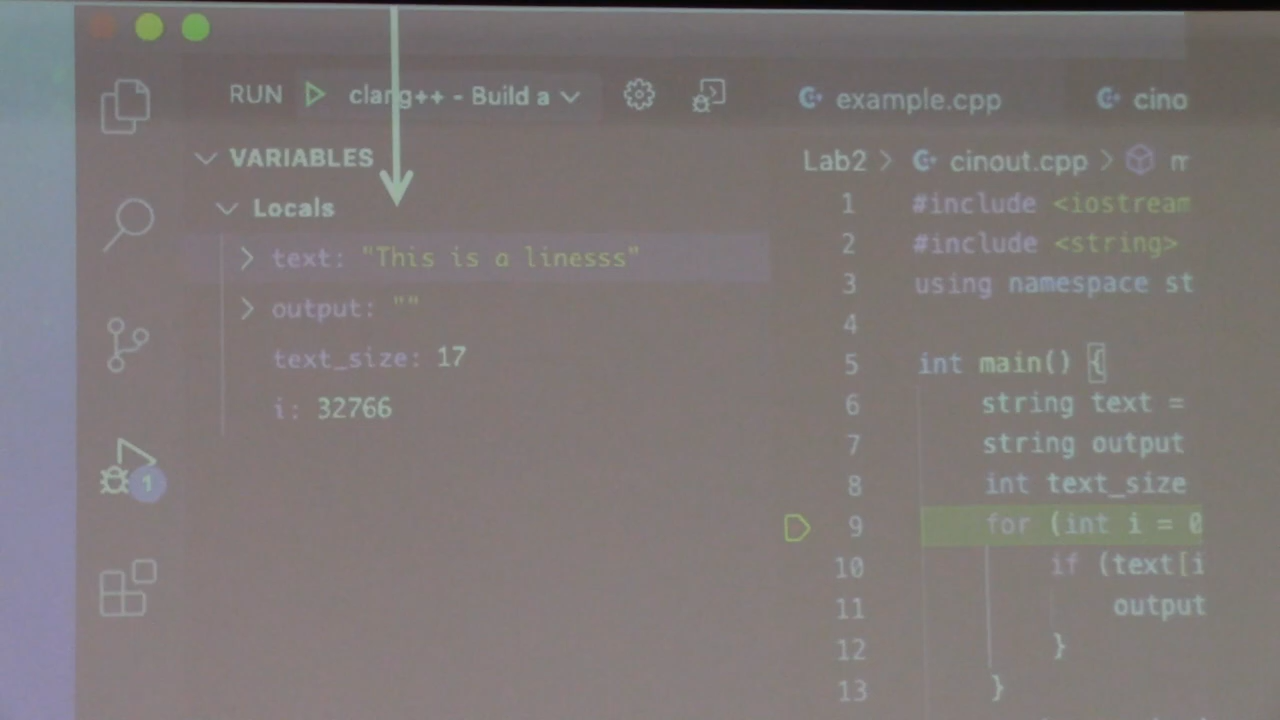 RUN clang++ - Build a
VARIABLES
Locals
text: "This is a linesss"
output: ""
text_size: 17
i: 32766
1
example.cpp
cino
Lab2 > cinout.cpp > m
1 #include <iostream
2 #include <string>
3 using namespace st
4
5 int main() {
6 string text =
7 string output
8 int text_size
9 for (int i = 0
10 if (text[i
11 output
12 }
13 }